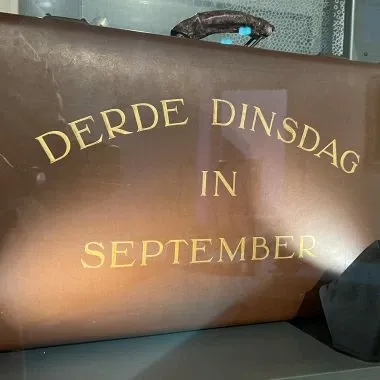 DERDE DINSDAG
IN
SEPTEMBER